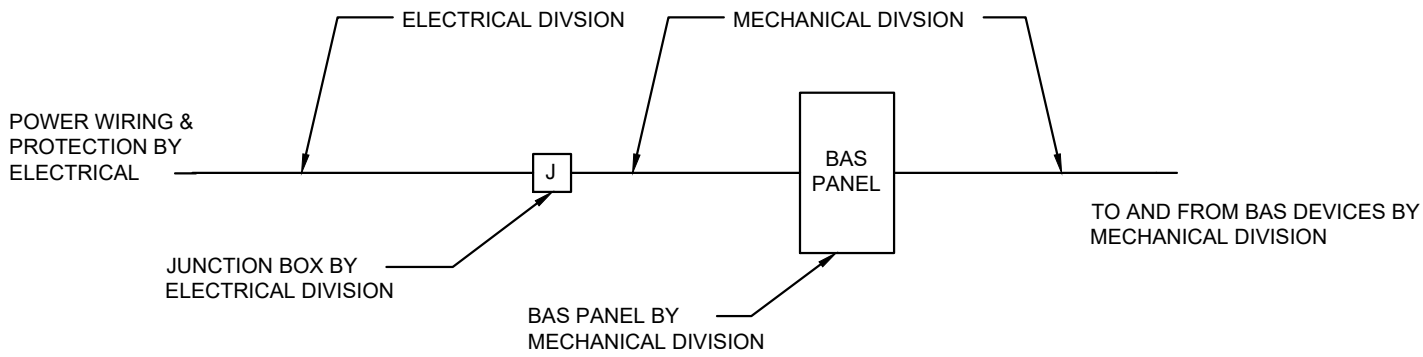 ELECTRICAL DIVSION
MECHANICAL DIVSION
POWER WIRING &
PROTECTION BY
ELECTRICAL
J
BAS
PANEL
TO AND FROM BAS DEVICES BY
MECHANICAL DIVISION
JUNCTION BOX BY
ELECTRICAL DIVISION
BAS PANEL BY
MECHANICAL DIVISION